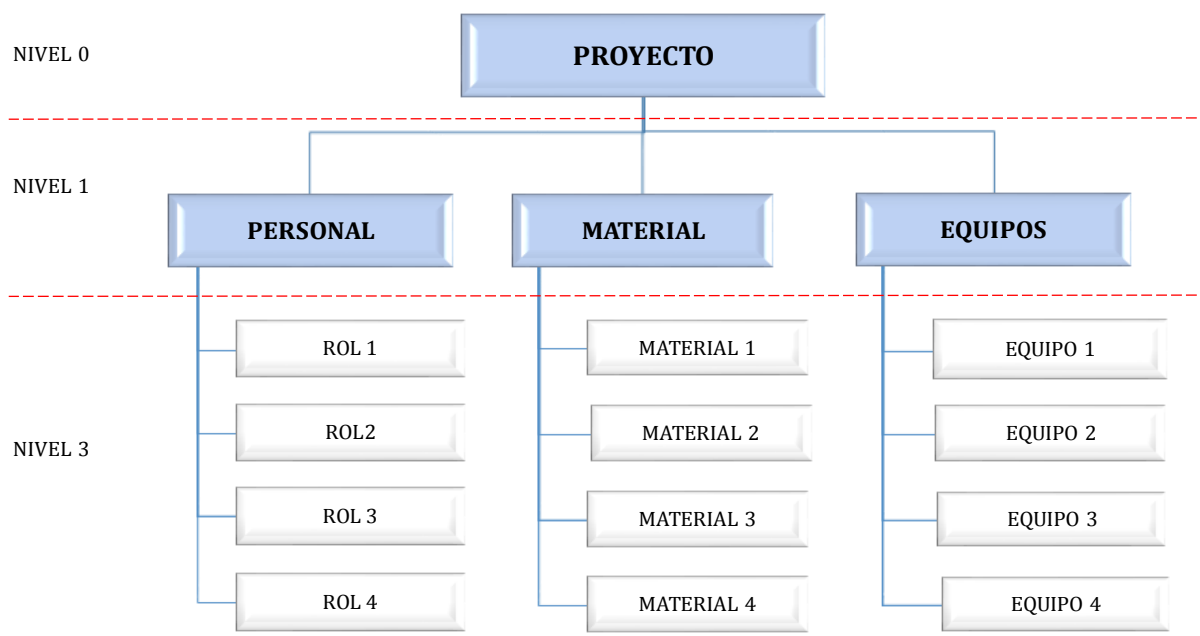 NIVEL 0
PROYECTO
NIVEL 1
PERSONAL
MATERIAL
EQUIPOS
NIVEL 3
ROL 1
ROL2
ROL 3
ROL 4
MATERIAL 1
MATERIAL 2
MATERIAL 3
MATERIAL 4
EQUIPO 1
EQUIPO 2
EQUIPO 3
EQUIPO 4